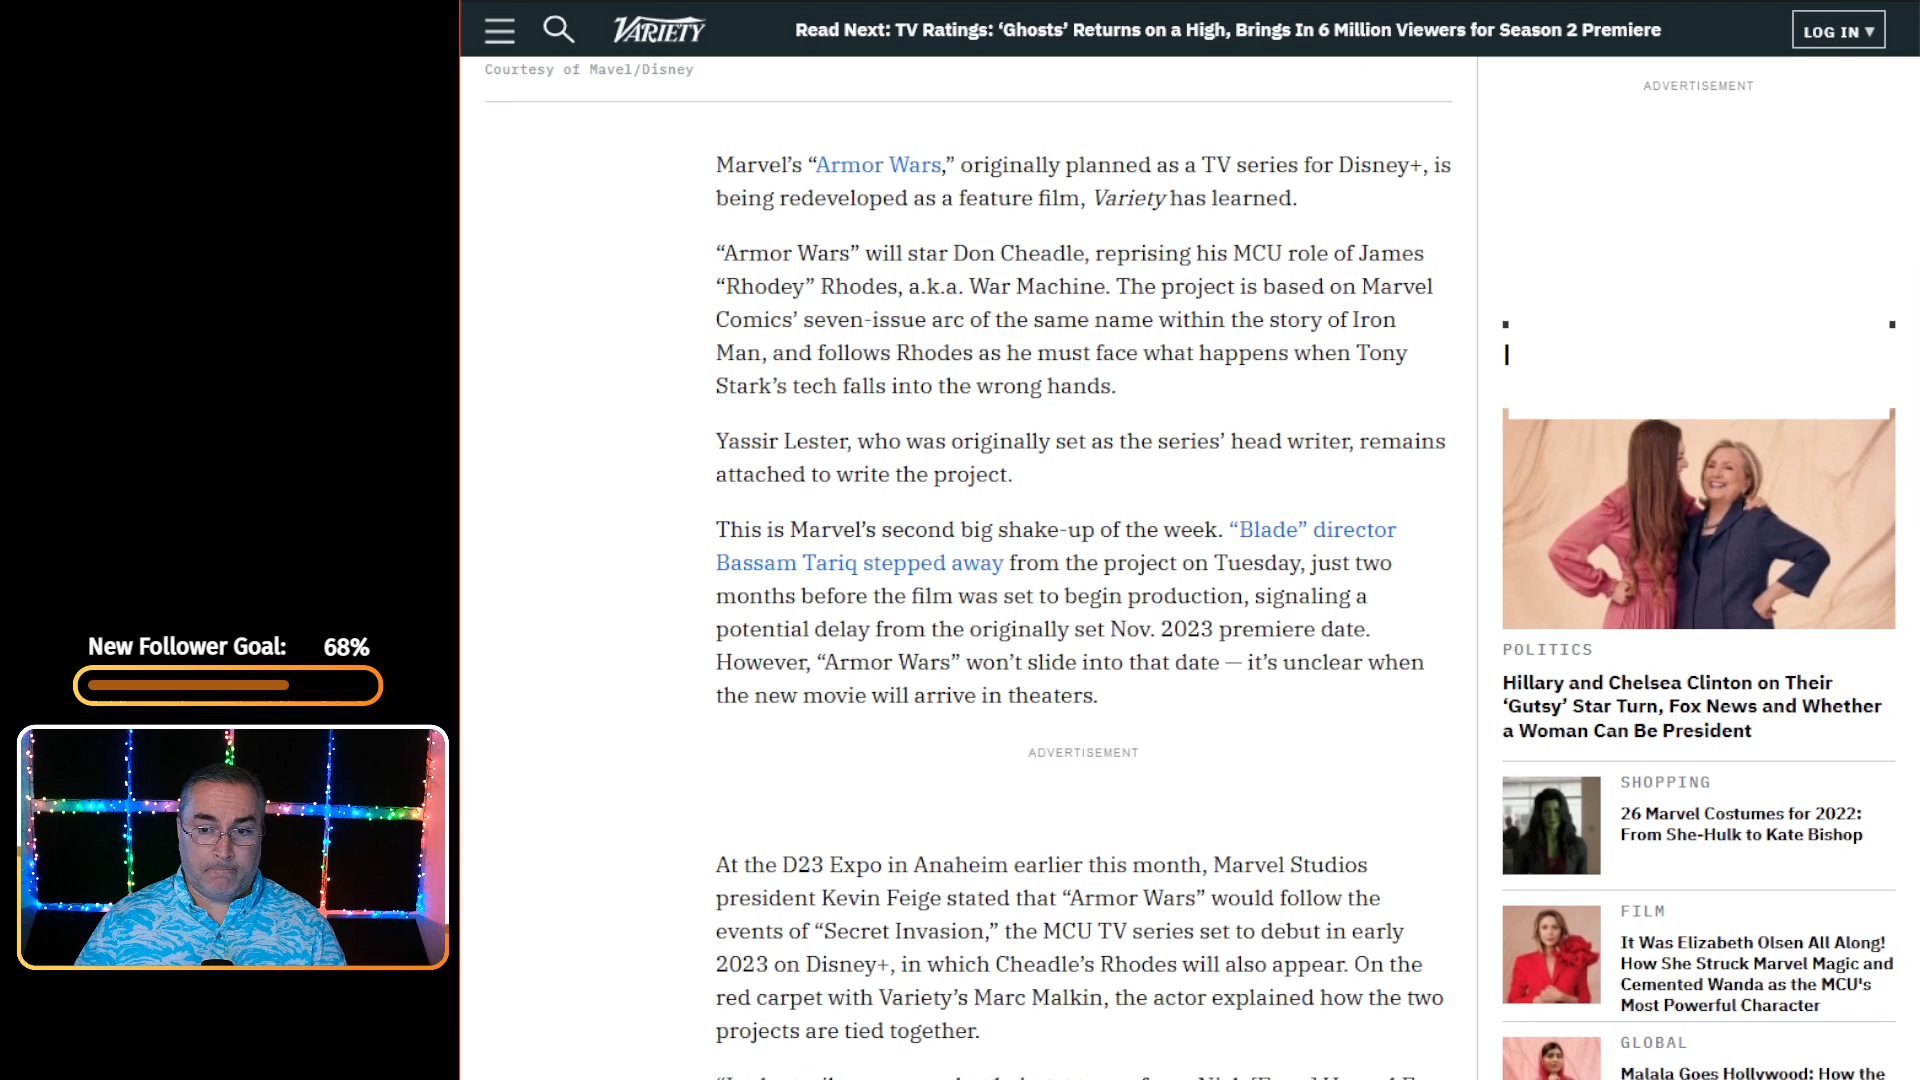 VARIETY
Read Next: TV Ratings: ‘Ghosts’ Returns on a High, Brings In 6 Million Viewers for Season 2 Premiere
LOG IN ▼
Courtesy of Mavel/Disney
Marvel’s “Armor Wars,” originally planned as a TV series for Disney+, is
being redeveloped as a feature film, Variety has learned.
“Armor Wars” will star Don Cheadle, reprising his MCU role of James
“Rhodey” Rhodes, a.k.a. War Machine. The project is based on Marvel
Comics’ seven-issue arc of the same name within the story of Iron
Man, and follows Rhodes as he must face what happens when Tony
Stark’s tech falls into the wrong hands.
Yassir Lester, who was originally set as the series’ head writer, remains
attached to write the project.
This is Marvel’s second big shake-up of the week. “Blade” director
Bassam Tariq stepped away from the project on Tuesday, just two
months before the film was set to begin production, signaling a
potential delay from the originally set Nov. 2023 premiere date.
However, “Armor Wars” won’t slide into that date — it’s unclear when
the new movie will arrive in theaters.
ADVERTISEMENT
At the D23 Expo in Anaheim earlier this month, Marvel Studios
president Kevin Feige stated that “Armor Wars” would follow the
events of “Secret Invasion,” the MCU TV series set to debut in early
2023 on Disney+, in which Cheadle’s Rhodes will also appear. On the
red carpet with Variety’s Marc Malkin, the actor explained how the two
projects are tied together.
ADVERTISEMENT
POLITICS
Hillary and Chelsea Clinton on Their
‘Gutsy’ Star Turn, Fox News and Whether
a Woman Can Be President
SHOPPING
26 Marvel Costumes for 2022:
From She-Hulk to Kate Bishop
FILM
It Was Elizabeth Olsen All Along!
How She Struck Marvel Magic and
Cemented Wanda as the MCU's
Most Powerful Character
GLOBAL
Malala Goes Hollywood: How the
New Follower Goal: 68%